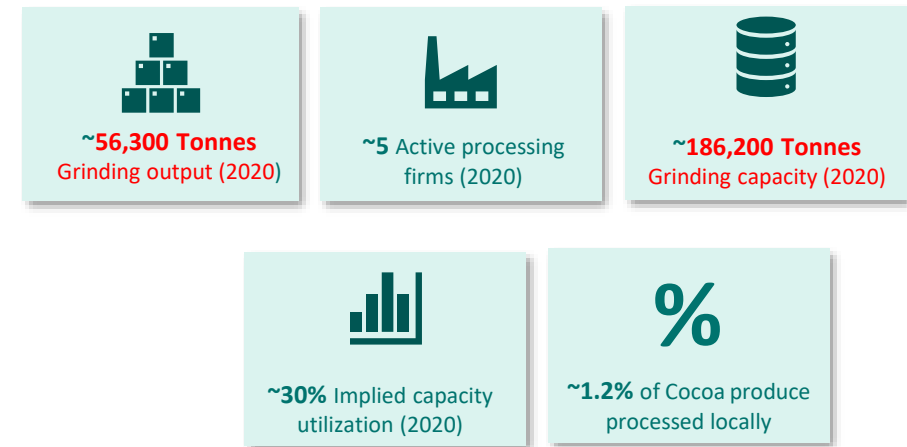 ~56,300 Tonnes
Grinding output (2020)
~5 Active processing
firms (2020)
~186,200 Tonnes
Grinding capacity (2020)
~30% Implied capacity
utilization (2020)
%
~1.2% of Cocoa produce
processed locally